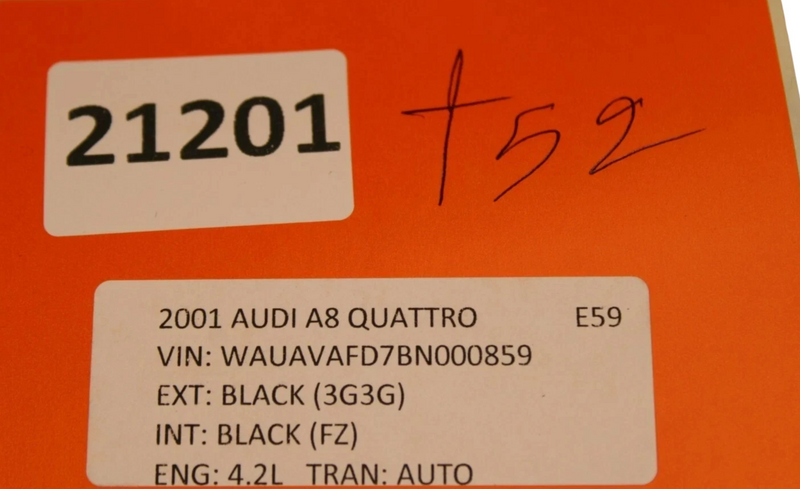 21201 +52
2001 AUDI A8 QUATTRO E59
VIN: WAUAVAFD7BN000859
EXT: BLACK (3G3G)
INT: BLACK (FZ)
ENG: 4.2L TRAN: AUTO